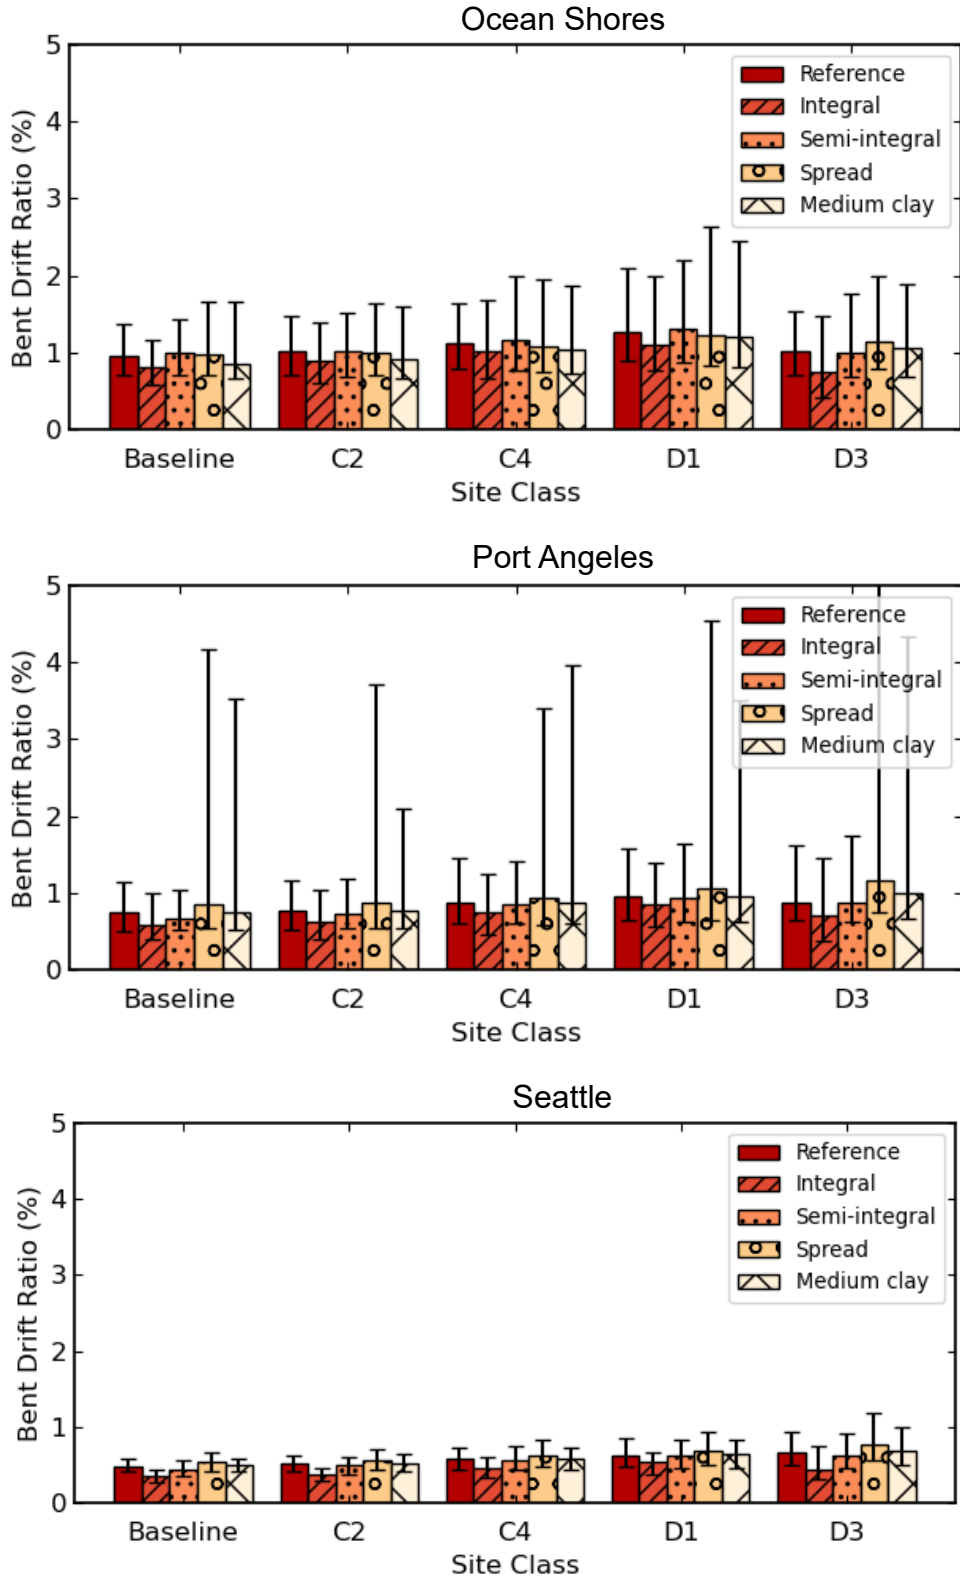 Ocean Shores
5
4
3
2
1
0
Bent Drift Ratio (%)
Reference
Integral
Semi-integral
Spread
Medium clay
Baseline C2 C4 D1 D3
Site Class
Port Angeles
5
4
3
2
1
0
Bent Drift Ratio (%)
Reference
Integral
Semi-integral
Spread
Medium clay
Baseline C2 C4 D1 D3
Site Class
Seattle
5
4
3
2
1
0
Bent Drift Ratio (%)
Reference
Integral
Semi-integral
Spread
Medium clay
Baseline C2 C4 D1 D3
Site Class